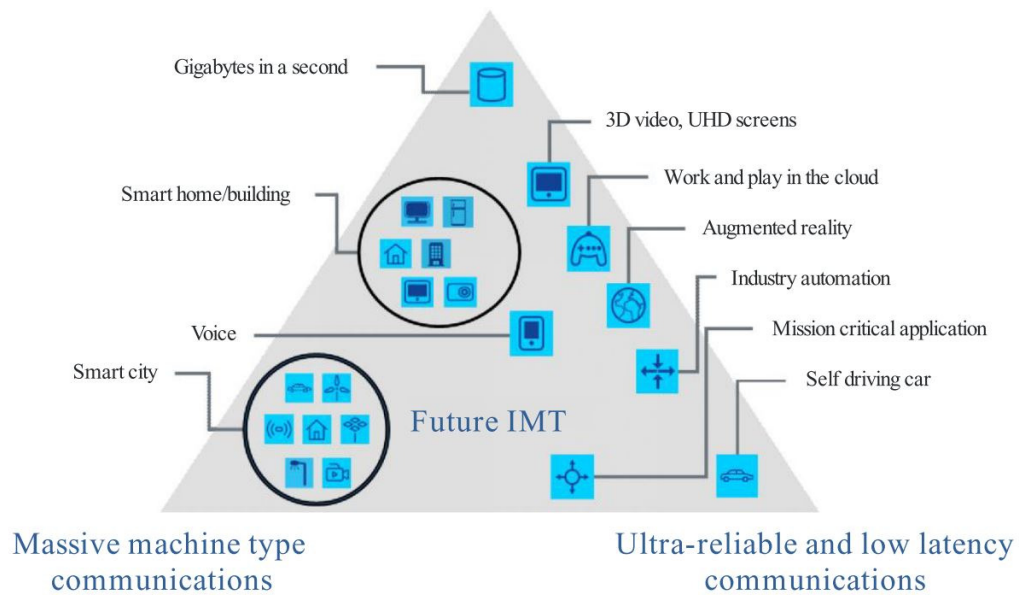 Gigabytes in a second
3D video, UHD screens
Work and play in the cloud
Smart home/building
Augmented reality
Industry automation
Voice
Mission critical application
Smart city
Self driving car
Future IMT
Massive machine type
communications
Ultra-reliable and low latency
communications